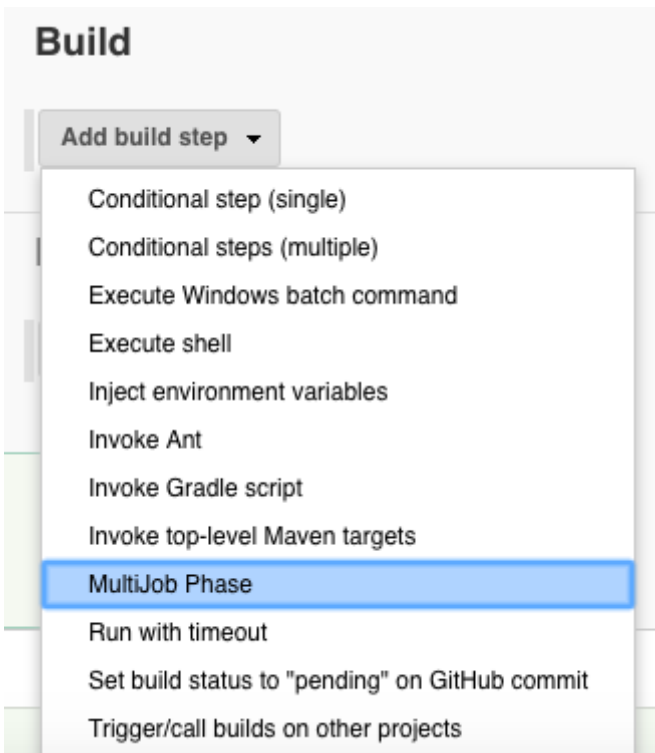 Build
Add build step
Conditional step (single)
Conditional steps (multiple)
Execute Windows batch command
Execute shell
Inject environment variables
Invoke Ant
Invoke Gradle script
Invoke top-level Maven targets
MultiJob Phase
Run with timeout
Set build status to "pending" on GitHub commit
Trigger/call builds on other projects